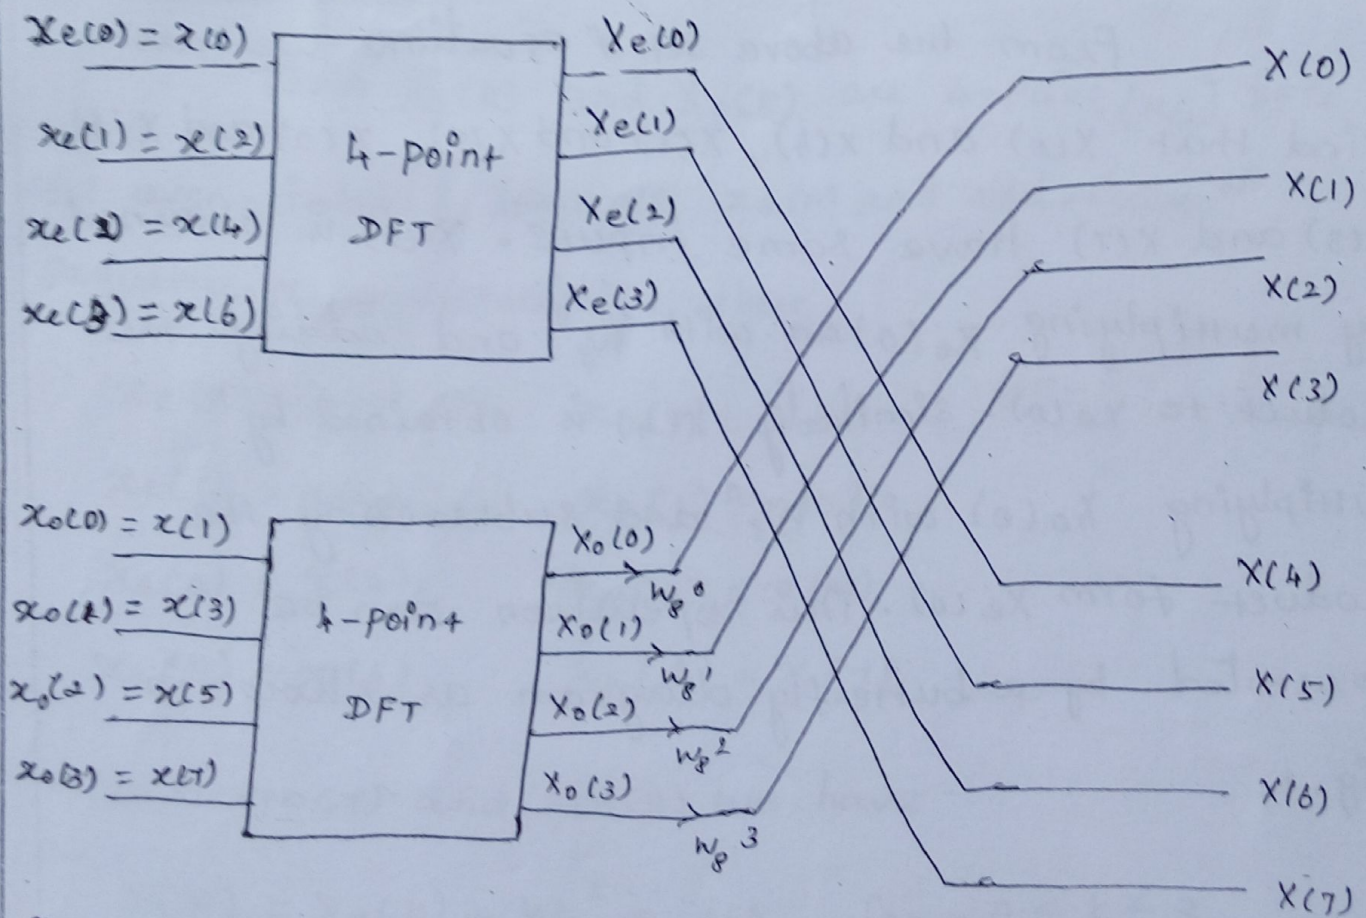 Xe(0) = x(0)
xe(1) = x(2)
xe(2) = x(4)
xe(3) = x(6)
4-point
DFT
Xe(0)
Xe(1)
Xe(2)
Xe(3)
X(0)
X(1)
X(2)
X(3)
xo(0) = x(1)
xo(1) = x(3)
xo(2) = x(5)
xo(3) = x(7)
4-point
DFT
Xo(0)
W8^0
Xo(1)
W8^1
Xo(2)
W8^2
Xo(3)
W8^3
X(4)
X(5)
X(6)
X(7)